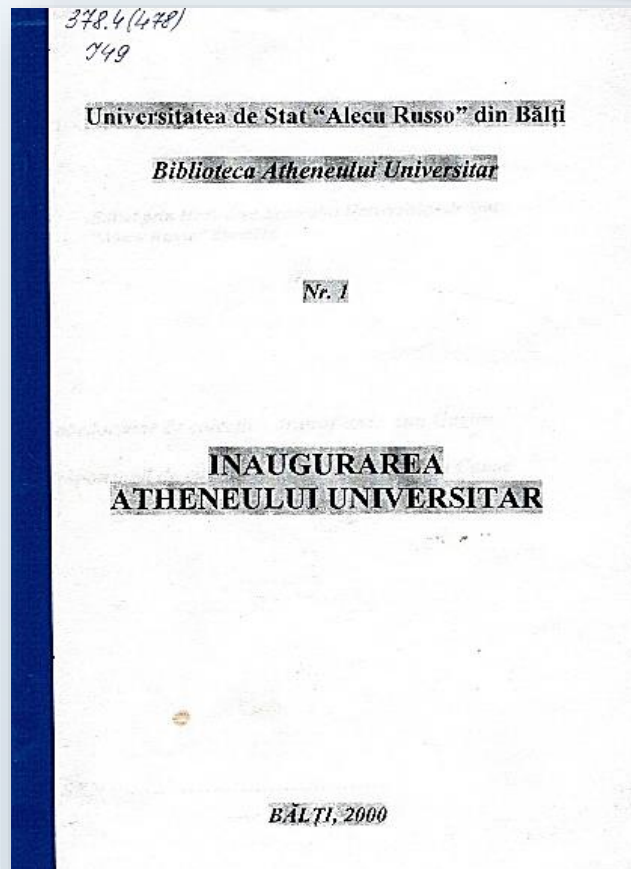 378.4(478)
I49
Universitatea de Stat “Alecu Russo” din Bălți
Biblioteca Atheneului Universitar
Nr. 1
INAUGURAREA
ATHENEULUI UNIVERSITAR
BĂLȚI, 2000